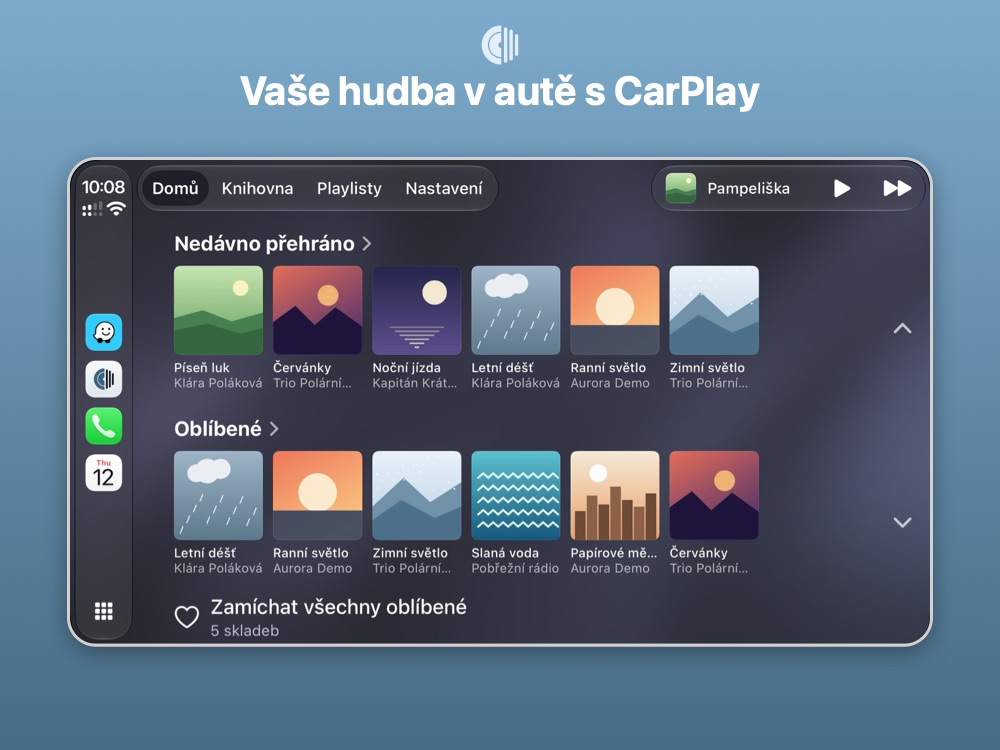 Vaše hudba v autě s CarPlay
10:08
Domů Knihovna Playlisty Nastavení
Pampeliška
Nedávno přehráno
Píseň luk
Klára Poláková
Červánky
Trio Polární...
Noční jízda
Kapitán Krát...
Letní déšť
Klára Poláková
Ranní světlo
Aurora Demo
Zimní světlo
Trio Polární...
Thu
12
Oblíbené
Letní déšť
Klára Poláková
Ranní světlo
Aurora Demo
Zimní světlo
Trio Polární...
Slaná voda
Pobřežní rádio
Papírové mě...
Aurora Demo
Červánky
Trio Polární...
Zamíchat všechny oblíbené
5 skladeb